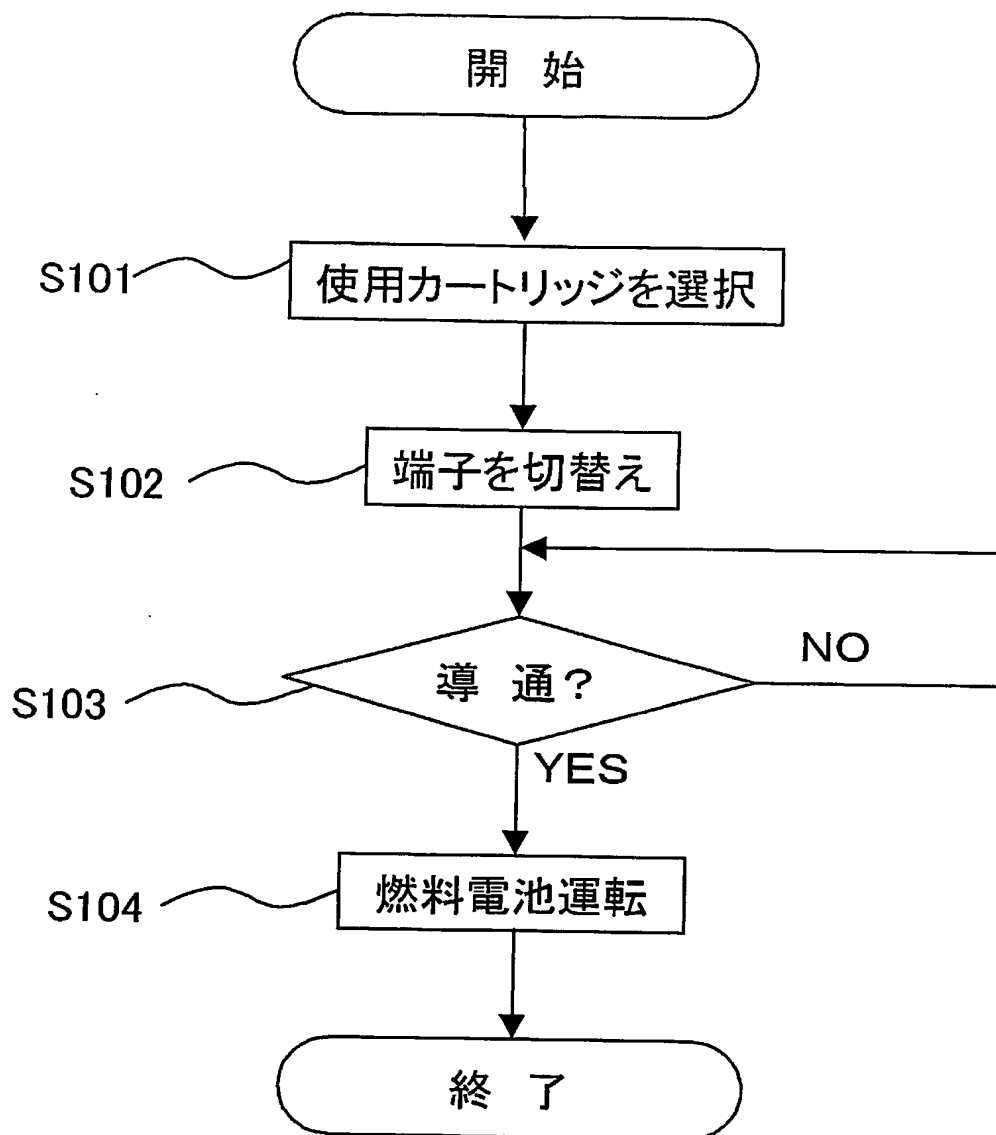 開 始
S101
使用カートリッジを選択
S102
端子を切替え
S103
導 通?
NO
YES
S104
燃料電池運転
終 了